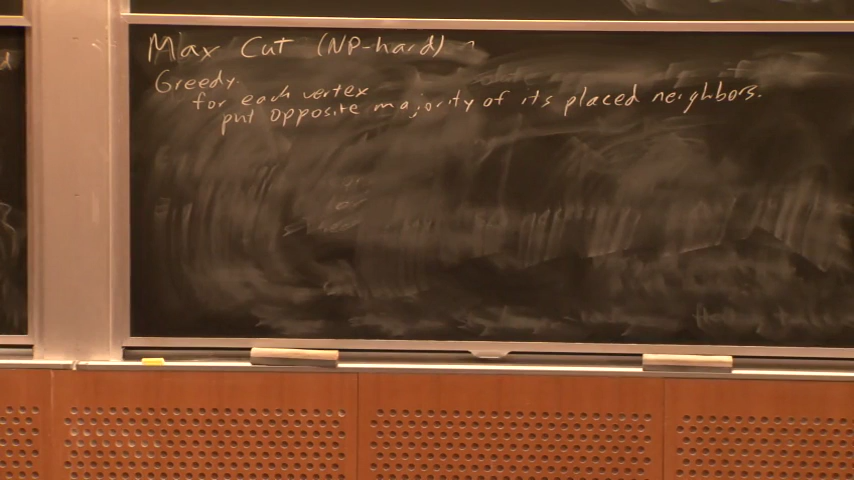 Max Cut (NP-hard)
Greedy.
for each vertex
put opposite majority of its placed neighbors.